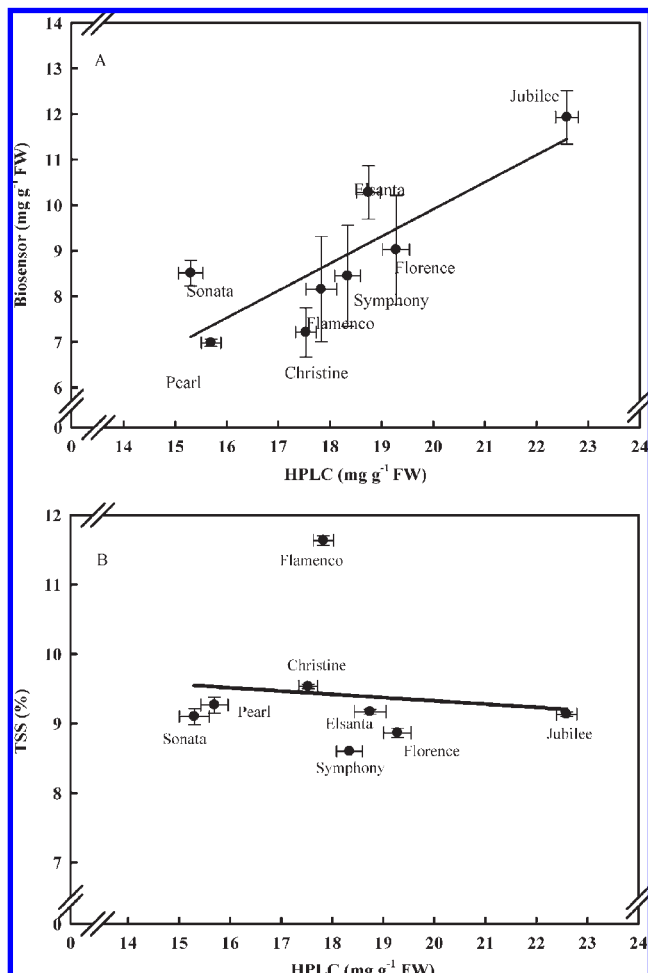 14
A
13
Jubilee
12
11
Elsanta
10
9
Florence
Sonata
Symphony
8
Flamenco
7
Pearl
Christine
6
0
Biosensor (mg g-1 FW)
0 14 15 16 17 18 19 20 21 22 23 24
HPLC (mg g-1 FW)
12
B
Flamenco
11
10
Christine
Pearl
Elsanta
9
Sonata
Florence
Jubilee
Symphony
8
7
0
TSS (%)
0 14 15 16 17 18 19 20 21 22 23 24
HPLC (mg g-1 FW)